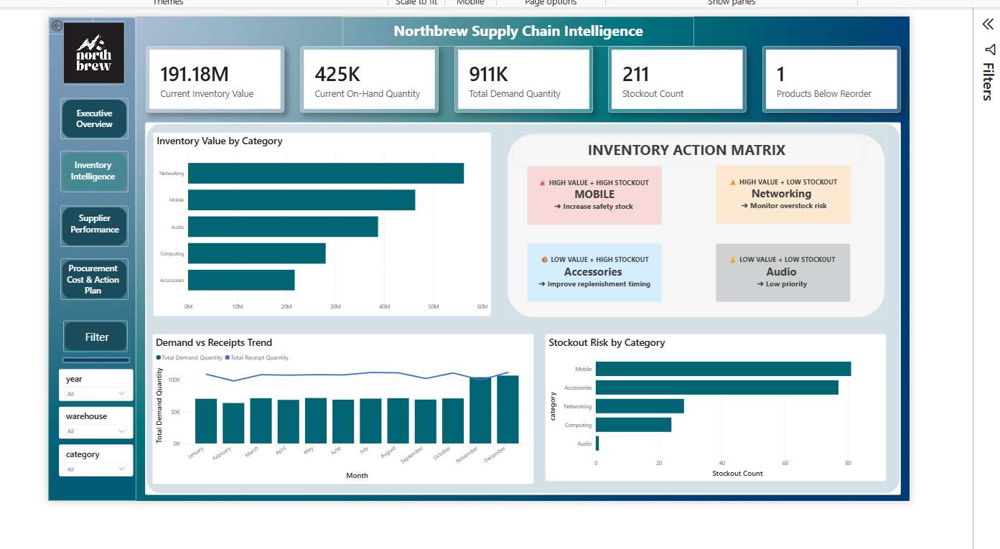 Themes
Scale to fit
Mobile
Page options
Show panes
Filters
north
brew
Northbrew Supply Chain Intelligence
191.18M
Current Inventory Value
425K
Current On-Hand Quantity
911K
Total Demand Quantity
211
Stockout Count
1
Products Below Reorder
Executive
Overview
Inventory
Intelligence
Supplier
Performance
Procurement
Cost & Action
Plan
Filter
year
All
warehouse
All
category
All
Inventory Value by Category
Networking
Mobile
Audio
Computing
Accessories
0M 10M 20M 30M 40M 50M 60M
INVENTORY ACTION MATRIX
HIGH VALUE + HIGH STOCKOUT
MOBILE
→ Increase safety stock
HIGH VALUE + LOW STOCKOUT
Networking
→ Monitor overstock risk
LOW VALUE + HIGH STOCKOUT
Accessories
→ Improve replenishment timing
LOW VALUE + LOW STOCKOUT
Audio
→ Low priority
Demand vs Receipts Trend
Total Demand Quantity Total Receipt Quantity
Total Demand Quantity
100K
50K
0K
January February March April May June July August September October November December
Month
Stockout Risk by Category
category
Mobile
Accessories
Networking
Computing
Audio
0 20 40 60 80
Stockout Count